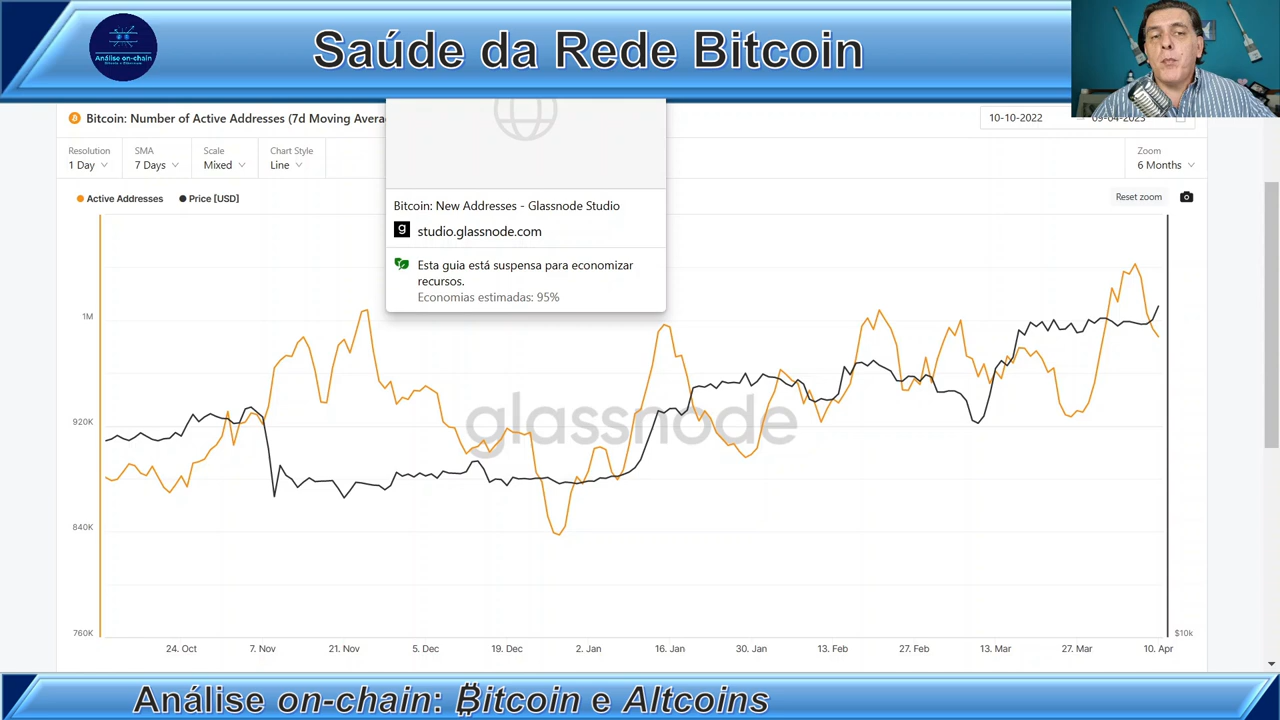 Saúde da Rede Bitcoin
Análise on-chain
Bitcoin: Number of Active Addresses (7d Moving Avera
10-10-2022
09-04-2023
Resolution
1 Day
SMA
7 Days
Scale
Mixed
Chart Style
Line
Zoom
6 Months
Bitcoin: New Addresses - Glassnode Studio
g studio.glassnode.com
Esta guia está suspensa para economizar
recursos.
Economias estimadas: 95%
Active Addresses
Price [USD]
Reset zoom
1M
920K
840K
760K
$10k
glassnode
24. Oct
7. Nov
21. Nov
5. Dec
19. Dec
2. Jan
16. Jan
30. Jan
13. Feb
27. Feb
13. Mar
27. Mar
10. Apr
Análise on-chain: ₿itcoin e Altcoins